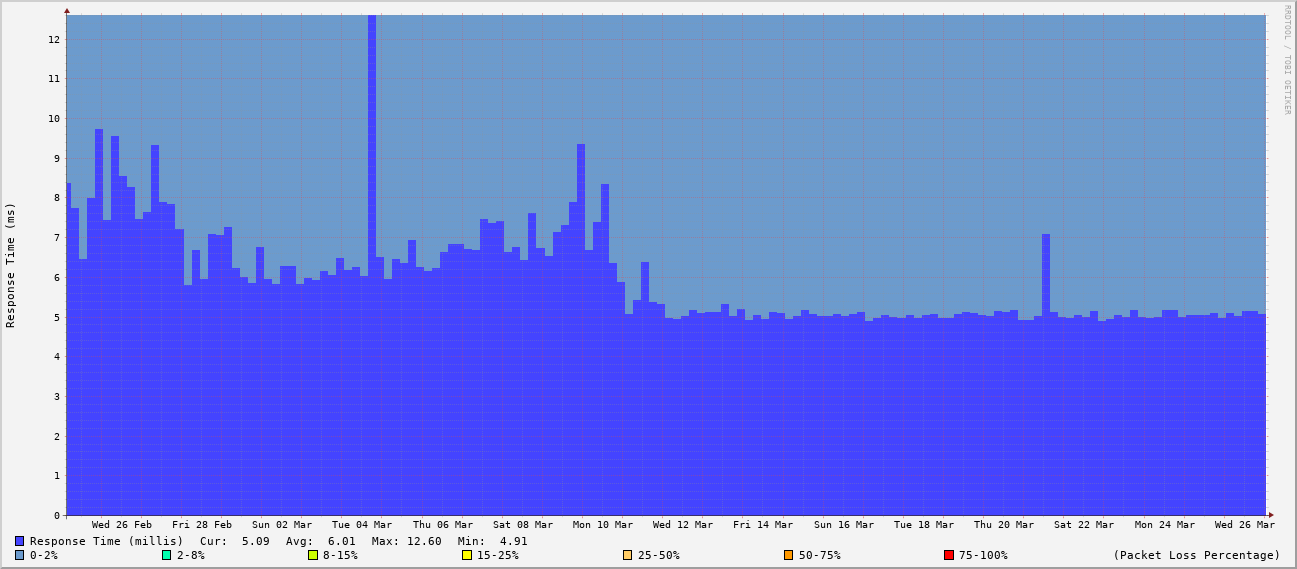 RRDTOOL / TOBI OETIKER
Response Time (ms)
12
11
10
9
8
7
6
5
4
3
2
1
0
Wed 26 Feb Fri 28 Feb Sun 02 Mar Tue 04 Mar Thu 06 Mar Sat 08 Mar Mon 10 Mar Wed 12 Mar Fri 14 Mar Sun 16 Mar Tue 18 Mar Thu 20 Mar Sat 22 Mar Mon 24 Mar Wed 26 Mar
Response Time (millis) Cur: 5.09 Avg: 6.01 Max: 12.60 Min: 4.91
0-2% 2-8% 8-15% 15-25% 25-50% 50-75% 75-100% (Packet Loss Percentage)